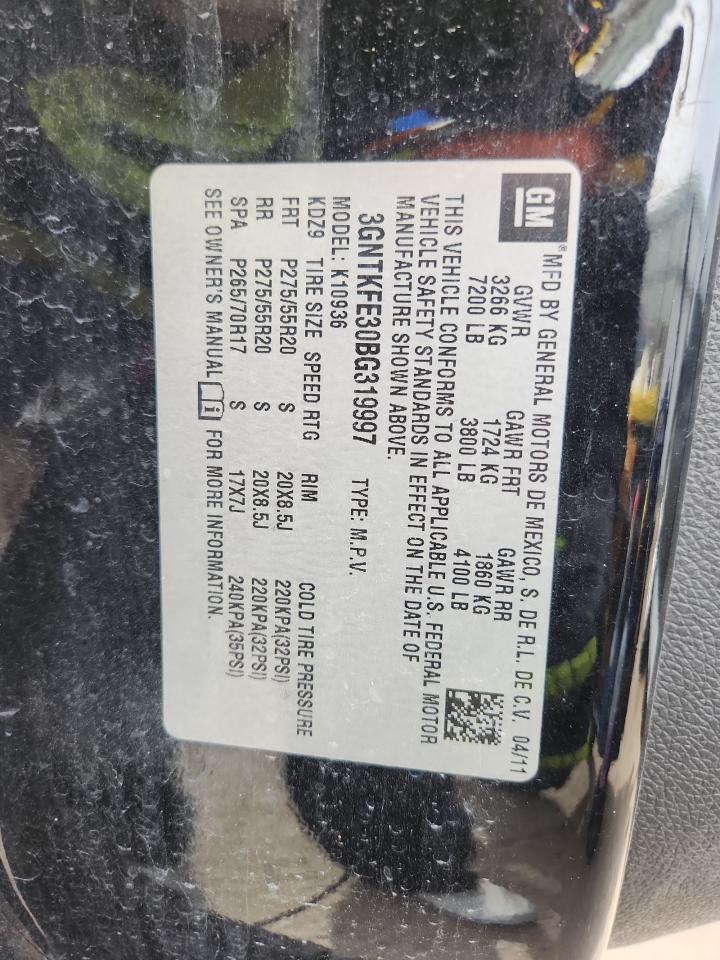 GM
® MFD BY GENERAL MOTORS DE MEXICO, S. DE R.L. DE C.V. 04/11
GVWR GAWR FRT GAWR RR
3266 KG 1724 KG 1860 KG
7200 LB 3800 LB 4100 LB
THIS VEHICLE CONFORMS TO ALL APPLICABLE U.S. FEDERAL MOTOR
VEHICLE SAFETY STANDARDS IN EFFECT ON THE DATE OF
MANUFACTURE SHOWN ABOVE.
3GNTKFE30BG319997 TYPE: M.P.V.
MODEL: K10936
KDZ9 TIRE SIZE SPEED RTG RIM COLD TIRE PRESSURE
FRT P275/55R20 S 20X8.5J 220KPA(32PSI)
RR P275/55R20 S 20X8.5J 220KPA(32PSI)
SPA P265/70R17 S 17X7J 240KPA(35PSI)
SEE OWNER'S MANUAL i FOR MORE INFORMATION.